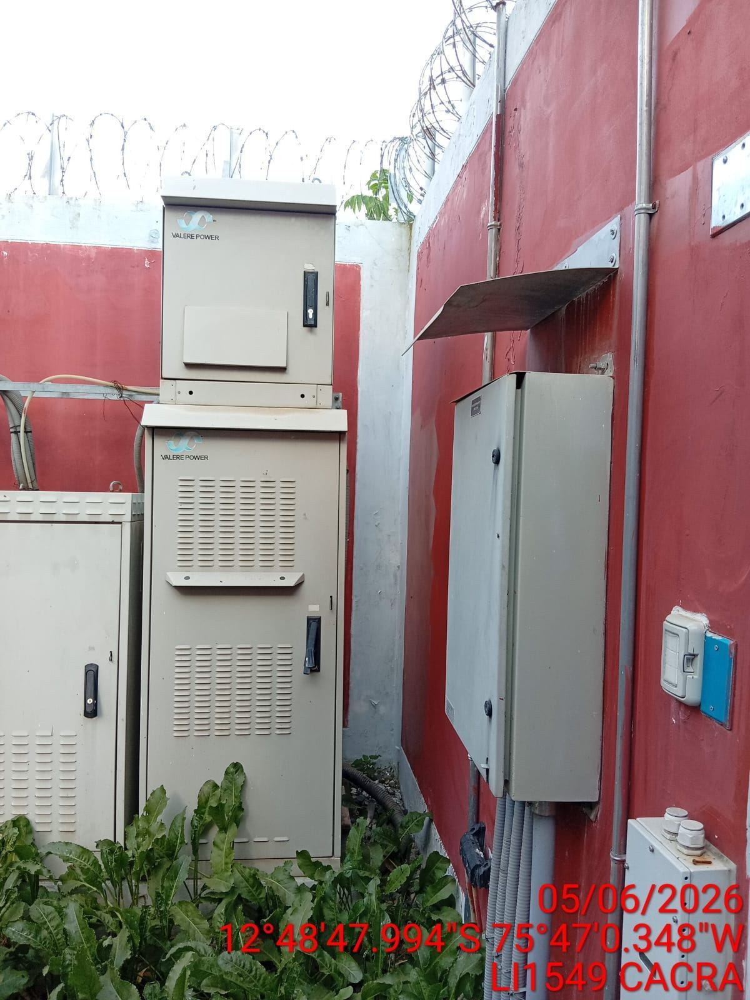 VALERE POWER
VALERE POWER
05/06/2026
12°48'47.994"S 75°47'0.348"W
LI1549 CACRA